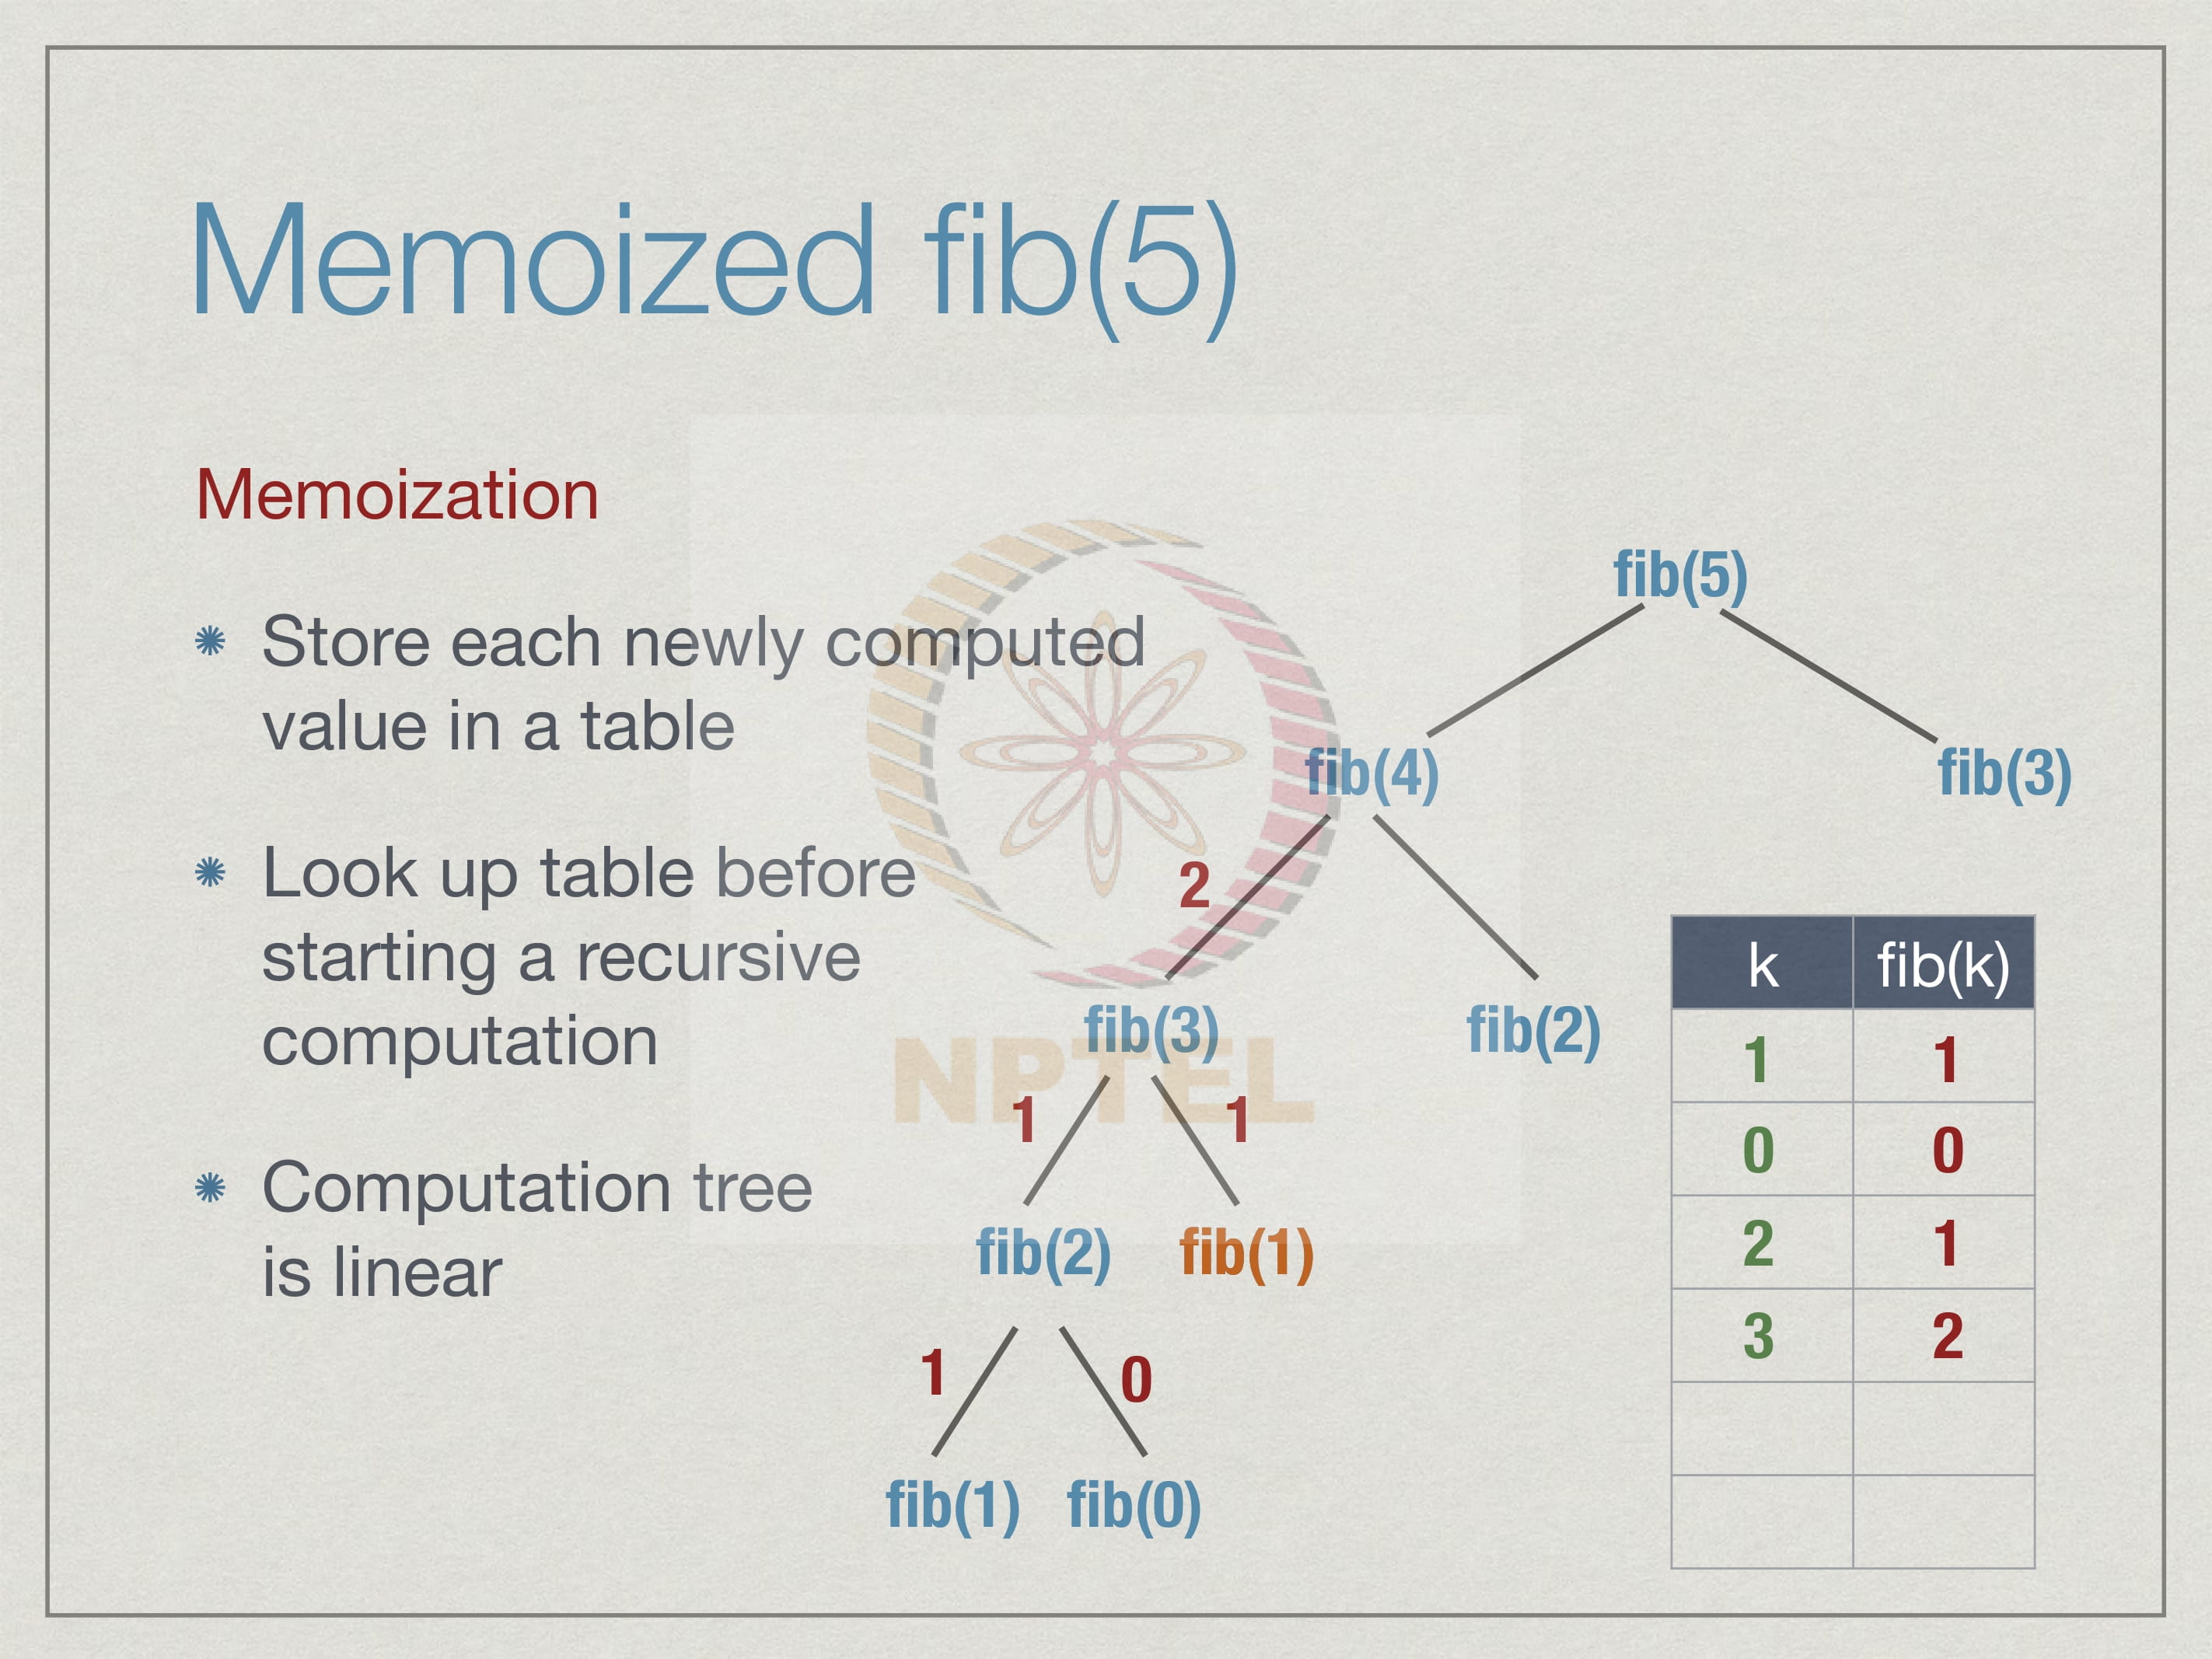 Memoized fib(5)
Memoization
Store each newly computed
value in a table
Look up table before
starting a recursive
computation
Computation tree
is linear
fib(5)
fib(4)
fib(3)
2
fib(3)
fib(2)
1
1
fib(2)
fib(1)
1
0
fib(1)
fib(0)
k fib(k)
1 1
0 0
2 1
3 2
NPTEL